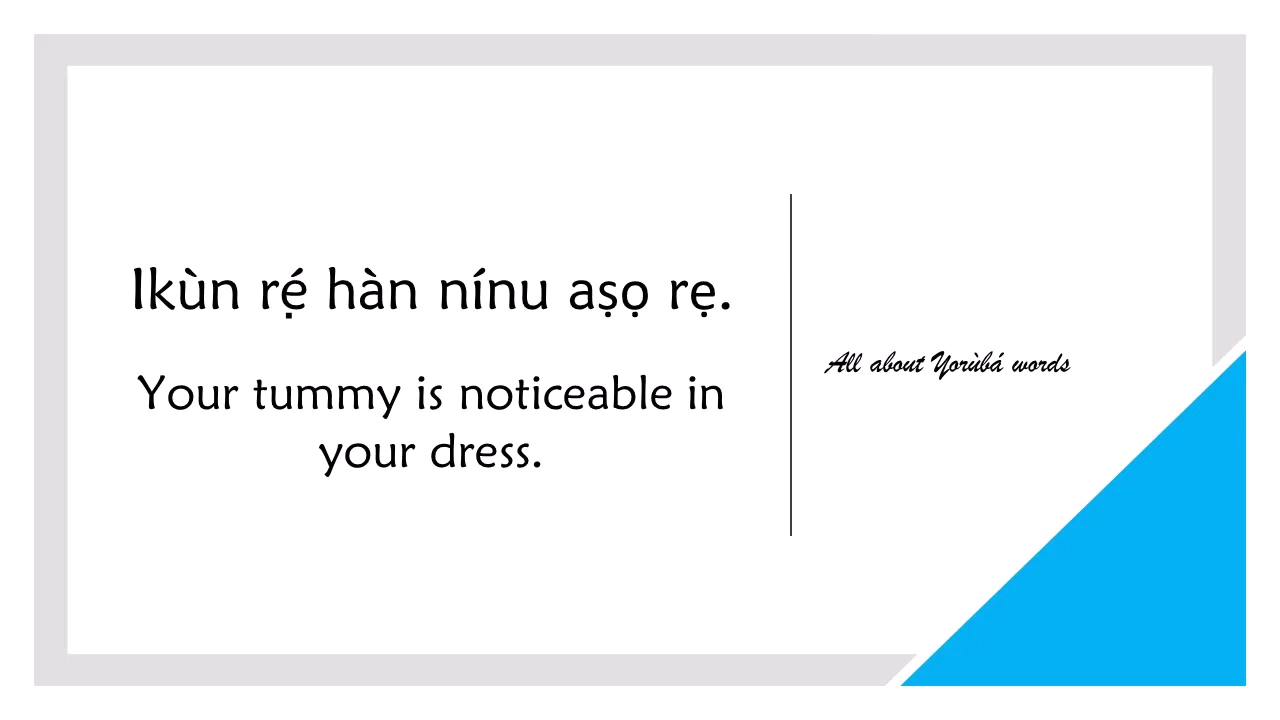 Ikùn rẹ́ hàn nínu aṣọ rẹ.
Your tummy is noticeable in
your dress.
All about Yorùbá words